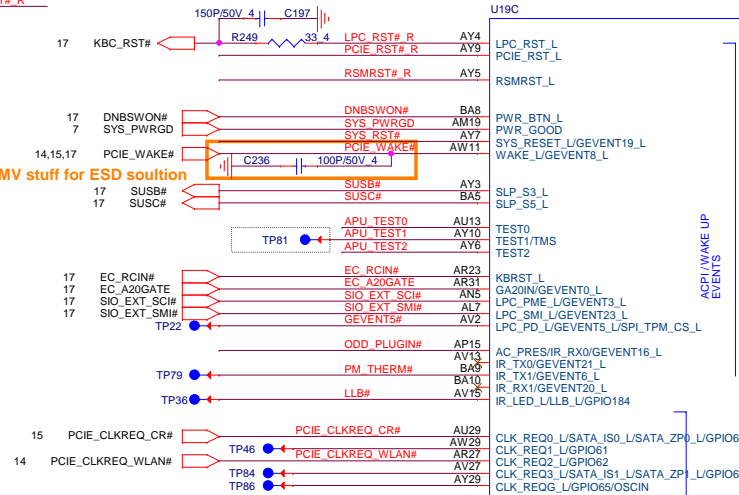 #_R
150P/50V_4 C197
U19C
17 KBC_RST# R249 33_4 LPC_RST#_R AY4 LPC_RST_L
PCIE_RST#_R AY9 PCIE_RST_L
RSMRST#_R AY5 RSMRST_L
17 DNBSWON# DNBSWON# BA8 PWR_BTN_L
7 SYS_PWRGD SYS_PWRGD AM19 PWR_GOOD
SYS_RST# AY7 SYS_RESET_L/GEVENT19_L
14,15,17 PCIE_WAKE# PCIE_WAKE# AW11 WAKE_L/GEVENT8_L
C236 100P/50V_4
MV stuff for ESD soultion
17 SUSB# SUSB# AY3 SLP_S3_L
17 SUSC# SUSC# BA5 SLP_S5_L
APU_TEST0 AU13 TEST0
TP81 APU_TEST1 AY10 TEST1/TMS
APU_TEST2 AY6 TEST2
ACPI / WAKE UP
EVENTS
17 EC_RCIN# EC_RCIN# AR23 KBRST_L
17 EC_A20GATE EC_A20GATE AR31 GA20IN/GEVENT0_L
17 SIO_EXT_SCI# SIO_EXT_SCI# AN5 LPC_PME_L/GEVENT3_L
17 SIO_EXT_SMI# SIO_EXT_SMI# AL7 LPC_SMI_L/GEVENT23_L
TP22 GEVENT5# AV2 LPC_PD_L/GEVENT5_L/SPI_TPM_CS_L
ODD_PLUGIN# AP15 AC_PRES/IR_RX0/GEVENT16_L
AV13 IR_TX0/GEVENT21_L
TP79 PM_THERM# BA9 IR_TX1/GEVENT6_L
BA10 IR_RX1/GEVENT20_L
TP36 LLB# AV15 IR_LED_L/LLB_L/GPIO184
15 PCIE_CLKREQ_CR# PCIE_CLKREQ_CR# AU29 CLK_REQ0_L/SATA_IS0_L/SATA_ZP0_L/GPIO6
TP46 AW29 CLK_REQ1_L/GPIO61
14 PCIE_CLKREQ_WLAN# PCIE_CLKREQ_WLAN# AR27 CLK_REQ2_L/GPIO62
TP84 AV27 CLK_REQ3_L/SATA_IS1_L/SATA_ZP1_L/GPIO6
TP86 AY29 CLK_REQG_L/GPIO65/OSCIN